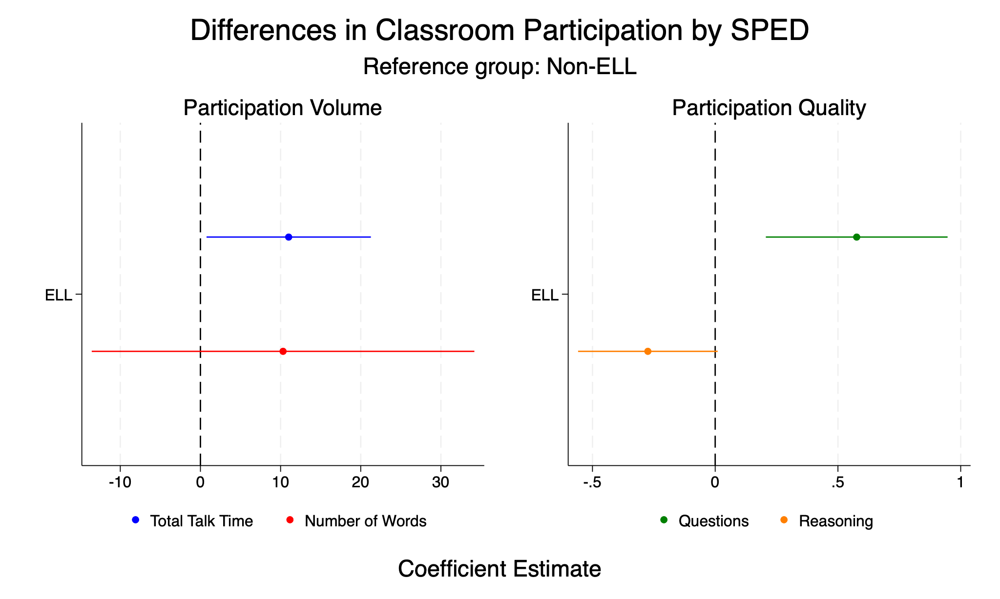 Differences in Classroom Participation by SPED
Reference group: Non-ELL
Participation Volume
ELL
-10 0 10 20 30
Total Talk Time Number of Words
Participation Quality
ELL
-.5 0 .5 1
Questions Reasoning
Coefficient Estimate